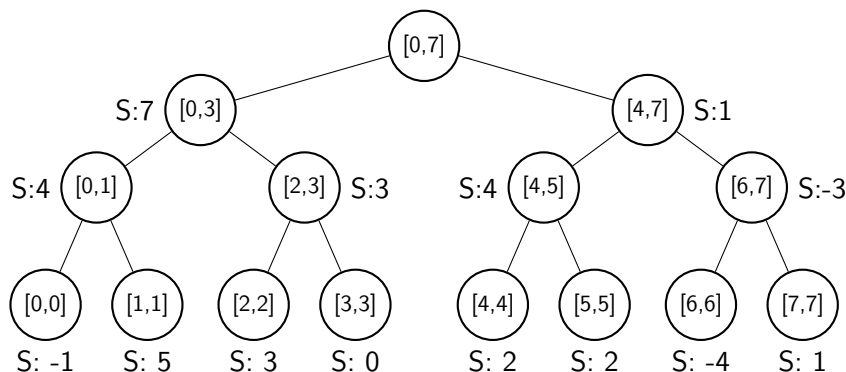 [0,7]
S:7 [0,3] [4,7] S:1
S:4 [0,1] [2,3] S:3 S:4 [4,5] [6,7] S:-3
[0,0] [1,1] [2,2] [3,3] [4,4] [5,5] [6,6] [7,7]
S: -1 S: 5 S: 3 S: 0 S: 2 S: 2 S: -4 S: 1